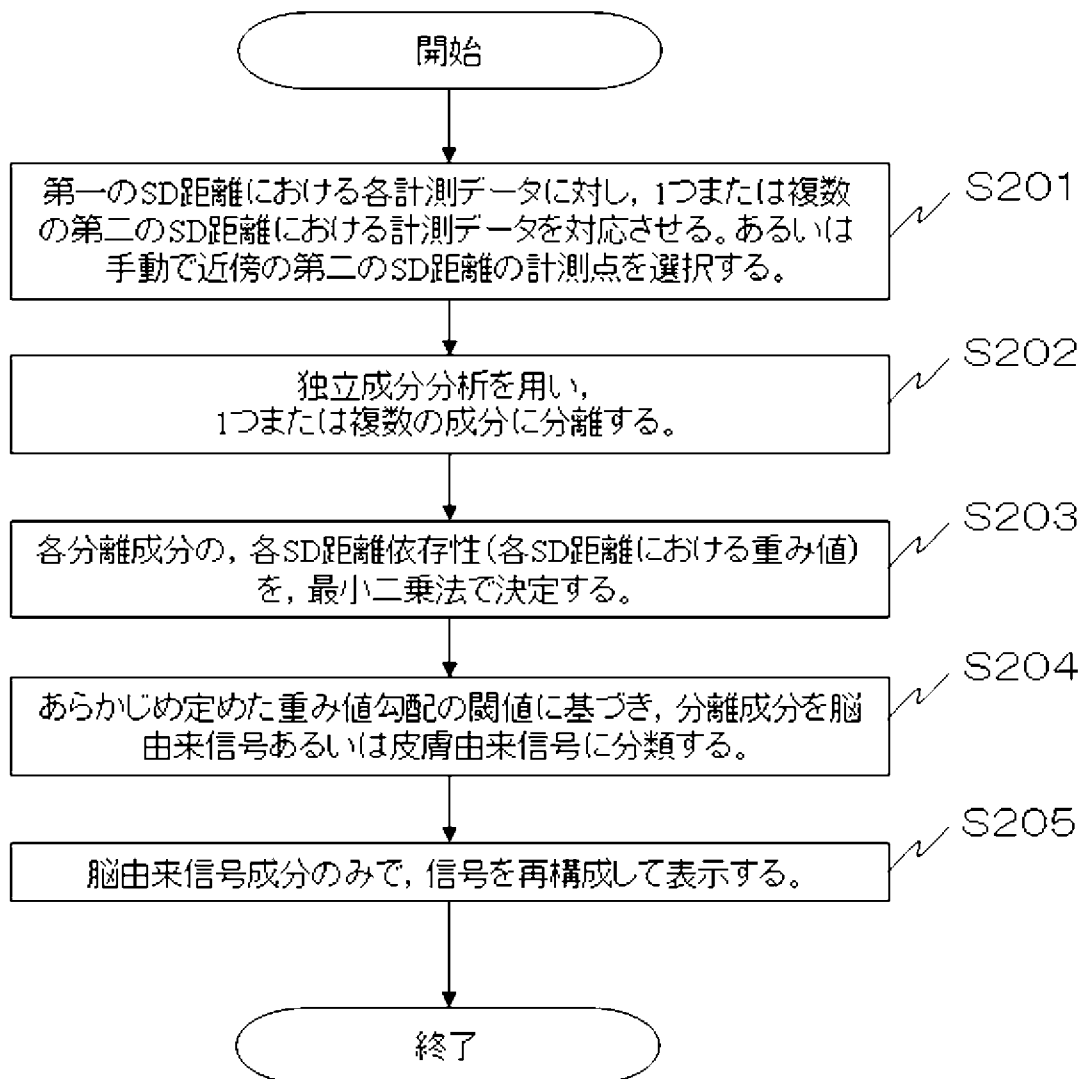 開始
第一のSD距離における各計測データに対し，1つまたは複数
の第二のSD距離における計測データを対応させる。あるいは
手動で近傍の第二のSD距離の計測点を選択する。
S201
独立成分分析を用い，
1つまたは複数の成分に分離する。
S202
各分離成分の，各SD距離依存性（各SD距離における重み値）
を，最小二乗法で決定する。
S203
あらかじめ定めた重み値勾配の閾値に基づき，分離成分を脳
由来信号あるいは皮膚由来信号に分類する。
S204
脳由来信号成分のみで，信号を再構成して表示する。
S205
終了